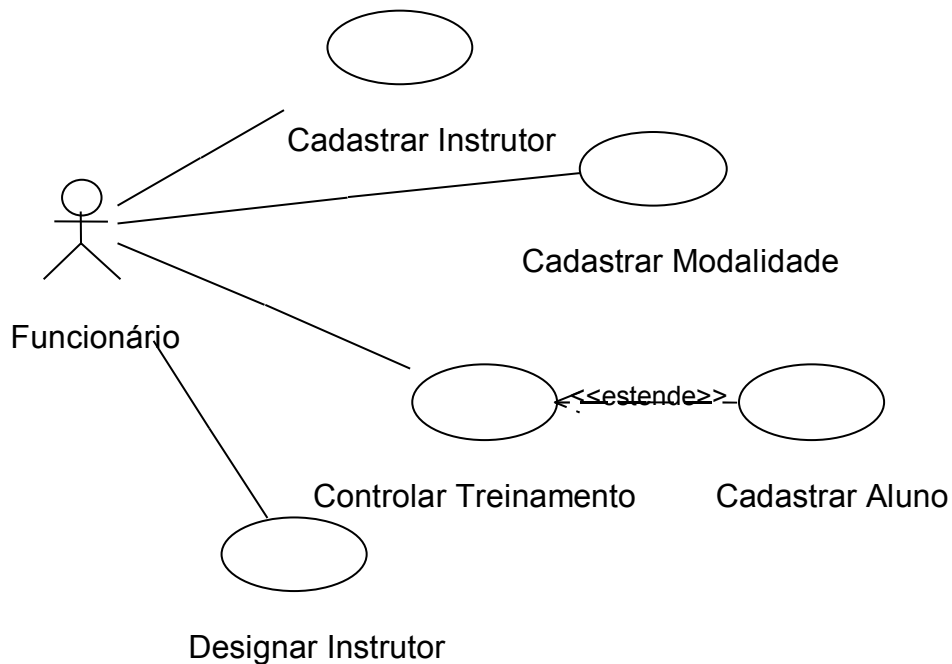 Cadastrar Instrutor
Cadastrar Modalidade
Funcionário
<<estende>>
Controlar Treinamento
Cadastrar Aluno
Designar Instrutor